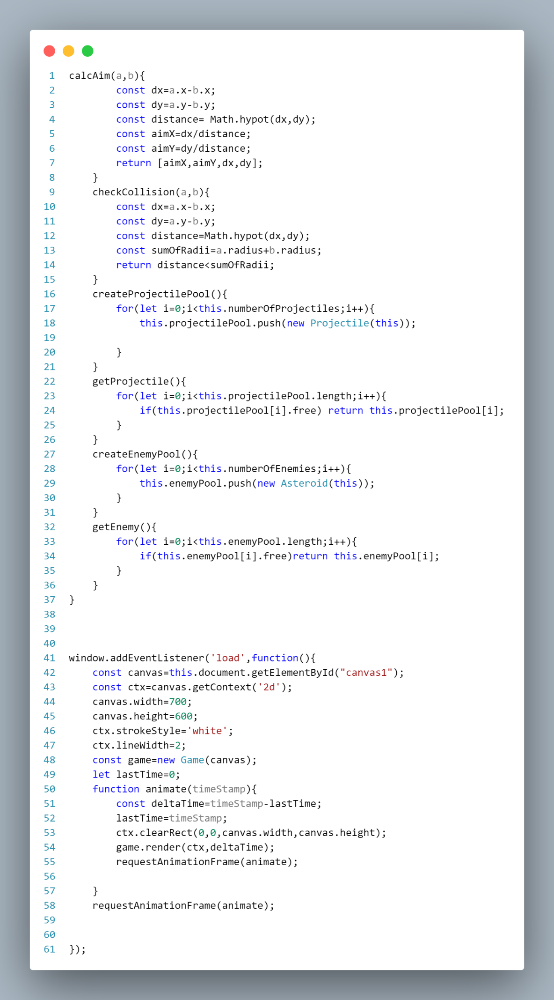 1 calcAim(a,b){
2 const dx=a.x-b.x;
3 const dy=a.y-b.y;
4 const distance= Math.hypot(dx,dy);
5 const aimX=dx/distance;
6 const aimY=dy/distance;
7 return [aimX,aimY,dx,dy];
8 }
9 checkCollision(a,b){
10 const dx=a.x-b.x;
11 const dy=a.y-b.y;
12 const distance=Math.hypot(dx,dy);
13 const sumOfRadii=a.radius+b.radius;
14 return distance<sumOfRadii;
15 }
16 createProjectilePool(){
17 for(let i=0;i<this.numberOfProjectiles;i++){
18 this.projectilePool.push(new Projectile(this));
19
20 }
21 }
22 getProjectile(){
23 for(let i=0;i<this.projectilePool.length;i++){
24 if(this.projectilePool[i].free) return this.projectilePool[i];
25 }
26 }
27 createEnemyPool(){
28 for(let i=0;i<this.numberOfEnemies;i++){
29 this.enemyPool.push(new Asteroid(this));
30 }
31 }
32 getEnemy(){
33 for(let i=0;i<this.enemyPool.length;i++){
34 if(this.enemyPool[i].free)return this.enemyPool[i];
35 }
36 }
37 }
38
39
40
41 window.addEventListener('load',function(){
42 const canvas=this.document.getElementById("canvas1");
43 const ctx=canvas.getContext('2d');
44 canvas.width=700;
45 canvas.height=600;
46 ctx.strokeStyle='white';
47 ctx.lineWidth=2;
48 const game=new Game(canvas);
49 let lastTime=0;
50 function animate(timeStamp){
51 const deltaTime=timeStamp-lastTime;
52 lastTime=timeStamp;
53 ctx.clearRect(0,0,canvas.width,canvas.height);
54 game.render(ctx,deltaTime);
55 requestAnimationFrame(animate);
56
57 }
58 requestAnimationFrame(animate);
59
60
61 });